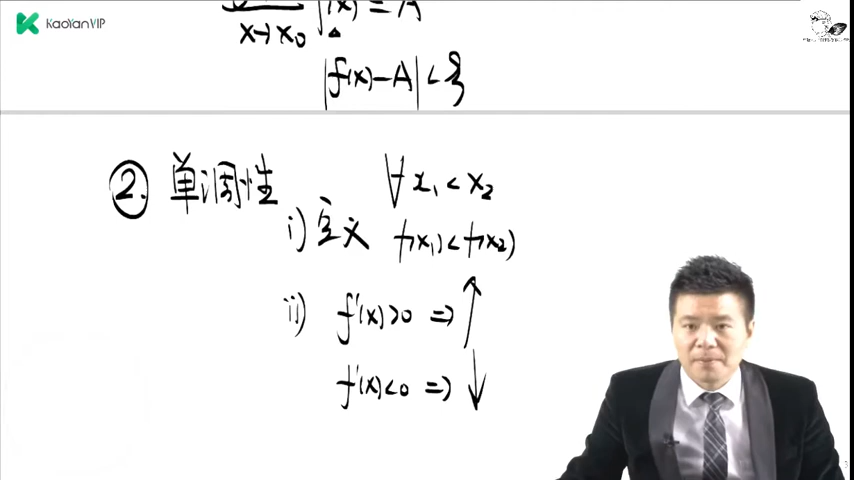 KaoYanVIP
f(x) = A
x→x₀
|f(x)-A|<ε
②. 单调性 ∀ x₁ < x₂
i) 定义 f(x₁) < f(x₂)
ii) f'(x)>0 ⇒ ↑
f'(x)<0 ⇒ ↓